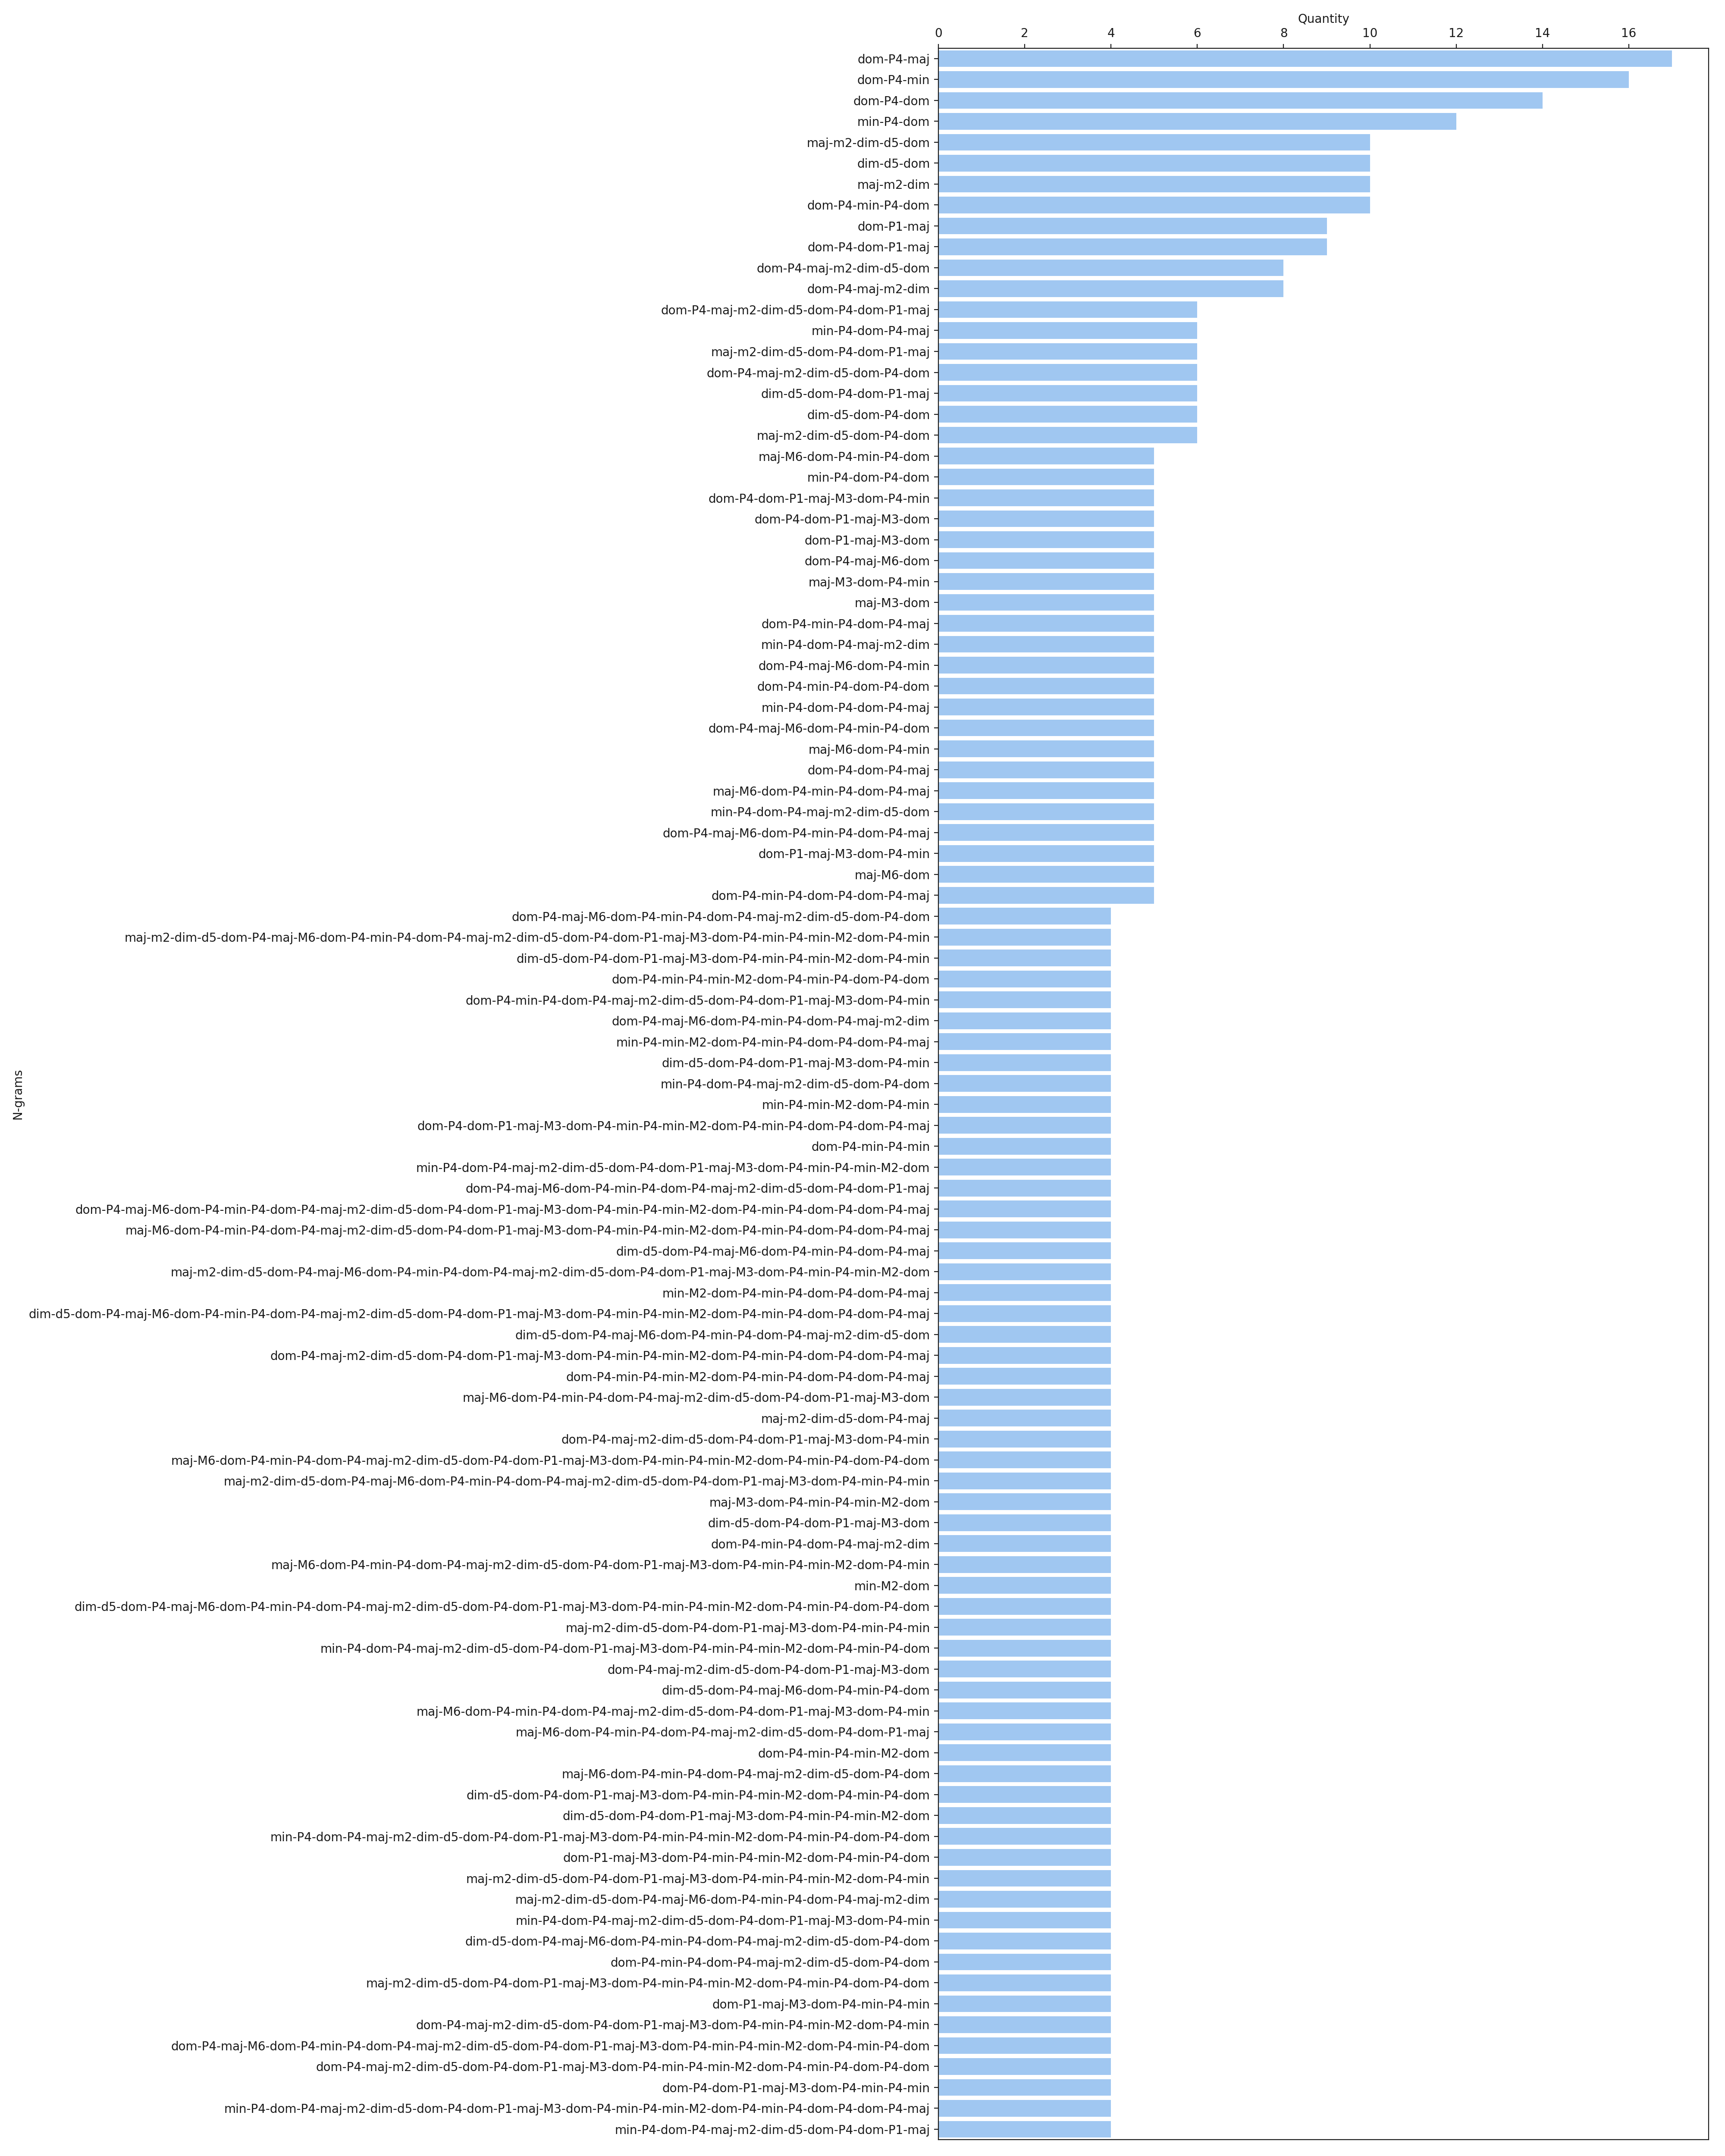 Quantity
0 2 4 6 8 10 12 14 16
dom-P4-maj
dom-P4-min
dom-P4-dom
min-P4-dom
maj-m2-dim-d5-dom
dim-d5-dom
maj-m2-dim
dom-P4-min-P4-dom
dom-P1-maj
dom-P4-dom-P1-maj
dom-P4-maj-m2-dim-d5-dom
dom-P4-maj-m2-dim
dom-P4-maj-m2-dim-d5-dom-P4-dom-P1-maj
min-P4-dom-P4-maj
maj-m2-dim-d5-dom-P4-dom-P1-maj
dom-P4-maj-m2-dim-d5-dom-P4-dom
dim-d5-dom-P4-dom-P1-maj
dim-d5-dom-P4-dom
maj-m2-dim-d5-dom-P4-dom
maj-M6-dom-P4-min-P4-dom
min-P4-dom-P4-dom
dom-P4-dom-P1-maj-M3-dom-P4-min
dom-P4-dom-P1-maj-M3-dom
dom-P1-maj-M3-dom
dom-P4-maj-M6-dom
maj-M3-dom-P4-min
maj-M3-dom
dom-P4-min-P4-dom-P4-maj
min-P4-dom-P4-maj-m2-dim
dom-P4-maj-M6-dom-P4-min
dom-P4-min-P4-dom-P4-dom
min-P4-dom-P4-dom-P4-maj
dom-P4-maj-M6-dom-P4-min-P4-dom
maj-M6-dom-P4-min
dom-P4-dom-P4-maj
maj-M6-dom-P4-min-P4-dom-P4-maj
min-P4-dom-P4-maj-m2-dim-d5-dom
dom-P4-maj-M6-dom-P4-min-P4-dom-P4-maj
dom-P1-maj-M3-dom-P4-min
maj-M6-dom
dom-P4-min-P4-dom-P4-dom-P4-maj
dom-P4-maj-M6-dom-P4-min-P4-dom-P4-maj-m2-dim-d5-dom-P4-dom
maj-m2-dim-d5-dom-P4-maj-M6-dom-P4-min-P4-dom-P4-maj-m2-dim-d5-dom-P4-dom-P1-maj-M3-dom-P4-min-P4-min-M2-dom-P4-min
dim-d5-dom-P4-dom-P1-maj-M3-dom-P4-min-P4-min-M2-dom-P4-min
dom-P4-min-P4-min-M2-dom-P4-min-P4-dom-P4-dom
dom-P4-min-P4-dom-P4-maj-m2-dim-d5-dom-P4-dom-P1-maj-M3-dom-P4-min
dom-P4-maj-M6-dom-P4-min-P4-dom-P4-maj-m2-dim
min-P4-min-M2-dom-P4-min-P4-dom-P4-dom-P4-maj
dim-d5-dom-P4-dom-P1-maj-M3-dom-P4-min
min-P4-dom-P4-maj-m2-dim-d5-dom-P4-dom
N-grams
min-P4-min-M2-dom-P4-min
dom-P4-dom-P1-maj-M3-dom-P4-min-P4-min-M2-dom-P4-min-P4-dom-P4-dom-P4-maj
dom-P4-min-P4-min
min-P4-dom-P4-maj-m2-dim-d5-dom-P4-dom-P1-maj-M3-dom-P4-min-P4-min-M2-dom
dom-P4-maj-M6-dom-P4-min-P4-dom-P4-maj-m2-dim-d5-dom-P4-dom-P1-maj
dom-P4-maj-M6-dom-P4-min-P4-dom-P4-maj-m2-dim-d5-dom-P4-dom-P1-maj-M3-dom-P4-min-P4-min-M2-dom-P4-min-P4-dom-P4-dom-P4-maj
maj-M6-dom-P4-min-P4-dom-P4-maj-m2-dim-d5-dom-P4-dom-P1-maj-M3-dom-P4-min-P4-min-M2-dom-P4-min-P4-dom-P4-dom-P4-maj
dim-d5-dom-P4-maj-M6-dom-P4-min-P4-dom-P4-maj
maj-m2-dim-d5-dom-P4-maj-M6-dom-P4-min-P4-dom-P4-maj-m2-dim-d5-dom-P4-dom-P1-maj-M3-dom-P4-min-P4-min-M2-dom
min-M2-dom-P4-min-P4-dom-P4-dom-P4-maj
dim-d5-dom-P4-maj-M6-dom-P4-min-P4-dom-P4-maj-m2-dim-d5-dom-P4-dom-P1-maj-M3-dom-P4-min-P4-min-M2-dom-P4-min-P4-dom-P4-dom-P4-maj
dim-d5-dom-P4-maj-M6-dom-P4-min-P4-dom-P4-maj-m2-dim-d5-dom
dom-P4-maj-m2-dim-d5-dom-P4-dom-P1-maj-M3-dom-P4-min-P4-min-M2-dom-P4-min-P4-dom-P4-dom-P4-maj
dom-P4-min-P4-min-M2-dom-P4-min-P4-dom-P4-dom-P4-maj
maj-M6-dom-P4-min-P4-dom-P4-maj-m2-dim-d5-dom-P4-dom-P1-maj-M3-dom
maj-m2-dim-d5-dom-P4-maj
dom-P4-maj-m2-dim-d5-dom-P4-dom-P1-maj-M3-dom-P4-min
maj-M6-dom-P4-min-P4-dom-P4-maj-m2-dim-d5-dom-P4-dom-P1-maj-M3-dom-P4-min-P4-min-M2-dom-P4-min-P4-dom-P4-dom
maj-m2-dim-d5-dom-P4-maj-M6-dom-P4-min-P4-dom-P4-maj-m2-dim-d5-dom-P4-dom-P1-maj-M3-dom-P4-min-P4-min
maj-M3-dom-P4-min-P4-min-M2-dom
dim-d5-dom-P4-dom-P1-maj-M3-dom
dom-P4-min-P4-dom-P4-maj-m2-dim
maj-M6-dom-P4-min-P4-dom-P4-maj-m2-dim-d5-dom-P4-dom-P1-maj-M3-dom-P4-min-P4-min-M2-dom-P4-min
min-M2-dom
dim-d5-dom-P4-maj-M6-dom-P4-min-P4-dom-P4-maj-m2-dim-d5-dom-P4-dom-P1-maj-M3-dom-P4-min-P4-min-M2-dom-P4-min-P4-dom-P4-dom
maj-m2-dim-d5-dom-P4-dom-P1-maj-M3-dom-P4-min-P4-min
min-P4-dom-P4-maj-m2-dim-d5-dom-P4-dom-P1-maj-M3-dom-P4-min-P4-min-M2-dom-P4-min-P4-dom
dom-P4-maj-m2-dim-d5-dom-P4-dom-P1-maj-M3-dom
dim-d5-dom-P4-maj-M6-dom-P4-min-P4-dom
maj-M6-dom-P4-min-P4-dom-P4-maj-m2-dim-d5-dom-P4-dom-P1-maj-M3-dom-P4-min
maj-M6-dom-P4-min-P4-dom-P4-maj-m2-dim-d5-dom-P4-dom-P1-maj
dom-P4-min-P4-min-M2-dom
maj-M6-dom-P4-min-P4-dom-P4-maj-m2-dim-d5-dom-P4-dom
dim-d5-dom-P4-dom-P1-maj-M3-dom-P4-min-P4-min-M2-dom-P4-min-P4-dom
dim-d5-dom-P4-dom-P1-maj-M3-dom-P4-min-P4-min-M2-dom
min-P4-dom-P4-maj-m2-dim-d5-dom-P4-dom-P1-maj-M3-dom-P4-min-P4-min-M2-dom-P4-min-P4-dom-P4-dom
dom-P1-maj-M3-dom-P4-min-P4-min-M2-dom-P4-min-P4-dom
maj-m2-dim-d5-dom-P4-dom-P1-maj-M3-dom-P4-min-P4-min-M2-dom-P4-min
maj-m2-dim-d5-dom-P4-maj-M6-dom-P4-min-P4-dom-P4-maj-m2-dim
min-P4-dom-P4-maj-m2-dim-d5-dom-P4-dom-P1-maj-M3-dom-P4-min
dim-d5-dom-P4-maj-M6-dom-P4-min-P4-dom-P4-maj-m2-dim-d5-dom-P4-dom
dom-P4-min-P4-dom-P4-maj-m2-dim-d5-dom-P4-dom
maj-m2-dim-d5-dom-P4-dom-P1-maj-M3-dom-P4-min-P4-min-M2-dom-P4-min-P4-dom-P4-dom
dom-P1-maj-M3-dom-P4-min-P4-min
dom-P4-maj-m2-dim-d5-dom-P4-dom-P1-maj-M3-dom-P4-min-P4-min-M2-dom-P4-min
dom-P4-maj-M6-dom-P4-min-P4-dom-P4-maj-m2-dim-d5-dom-P4-dom-P1-maj-M3-dom-P4-min-P4-min-M2-dom-P4-min-P4-dom
dom-P4-maj-m2-dim-d5-dom-P4-dom-P1-maj-M3-dom-P4-min-P4-min-M2-dom-P4-min-P4-dom-P4-dom
dom-P4-dom-P1-maj-M3-dom-P4-min-P4-min
min-P4-dom-P4-maj-m2-dim-d5-dom-P4-dom-P1-maj-M3-dom-P4-min-P4-min-M2-dom-P4-min-P4-dom-P4-dom-P4-maj
min-P4-dom-P4-maj-m2-dim-d5-dom-P4-dom-P1-maj